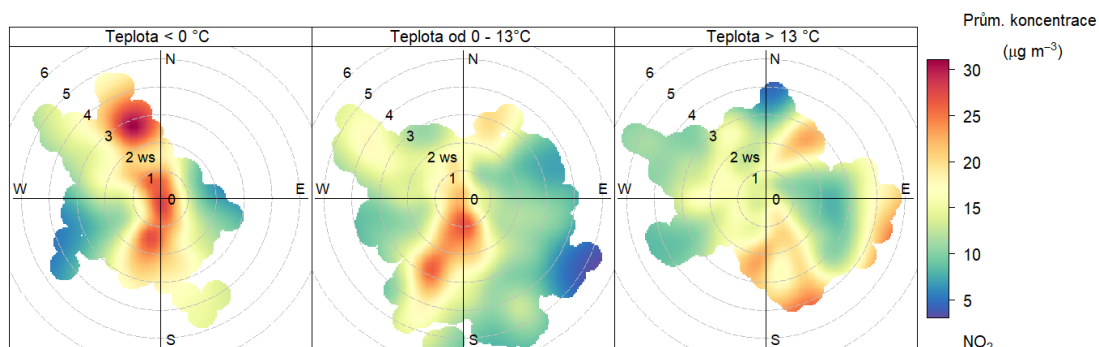 Teplota < 0 °C
Teplota od 0 - 13°C
Teplota > 13 °C
N
6
5
4
3
2 ws
1
0
W
E
S
N
6
5
4
3
2 ws
1
0
W
E
S
N
6
5
4
3
2 ws
1
0
W
E
S
Prům. koncentrace
(µg m⁻³)
30
25
20
15
10
5
NO₂